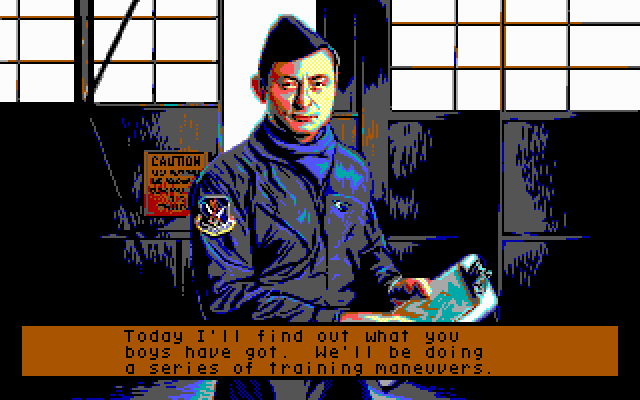 CAUTION
Today I'll find out what you
boys have got.  We'll be doing
a series of training maneuvers.